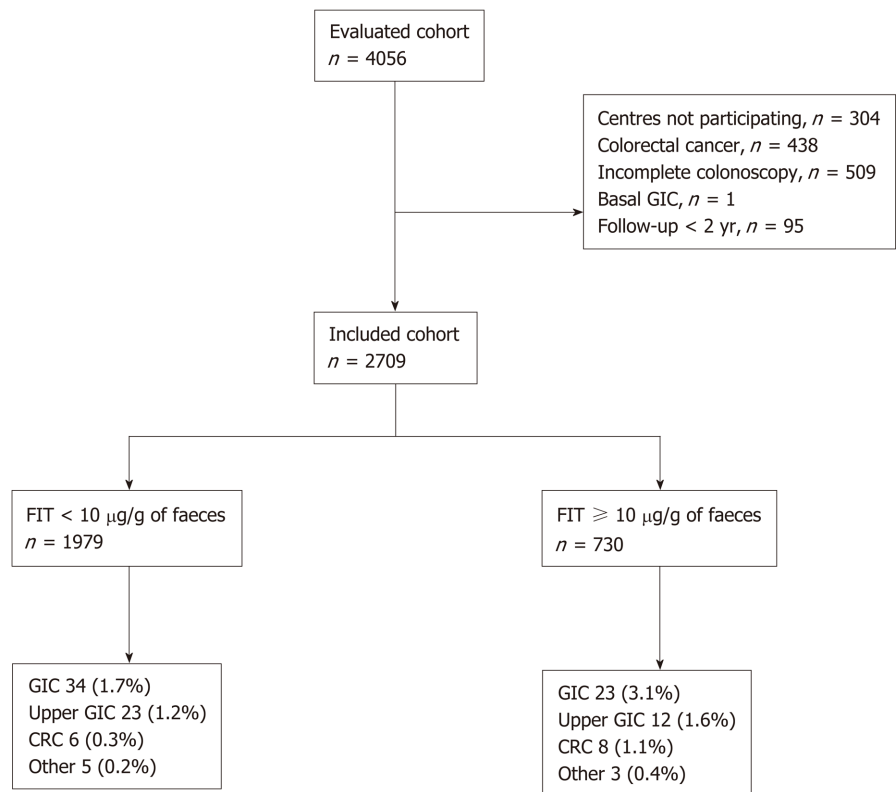 Evaluated cohort
n = 4056
Centres not participating, n = 304
Colorectal cancer, n = 438
Incomplete colonoscopy, n = 509
Basal GIC, n = 1
Follow-up < 2 yr, n = 95
Included cohort
n = 2709
FIT < 10 μg/g of faeces
n = 1979
FIT ⩾ 10 μg/g of faeces
n = 730
GIC 34 (1.7%)
Upper GIC 23 (1.2%)
CRC 6 (0.3%)
Other 5 (0.2%)
GIC 23 (3.1%)
Upper GIC 12 (1.6%)
CRC 8 (1.1%)
Other 3 (0.4%)